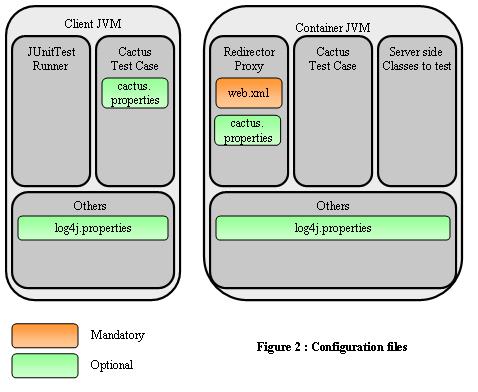 Client JVM
JUnitTest
Runner
Cactus
Test Case
cactus.
properties
Others
log4j.properties
Container JVM
Redirector
Proxy
web.xml
cactus.
properties
Cactus
Test Case
Server side
Classes to test
Others
log4j.properties
Mandatory
Optional
Figure 2 : Configuration files